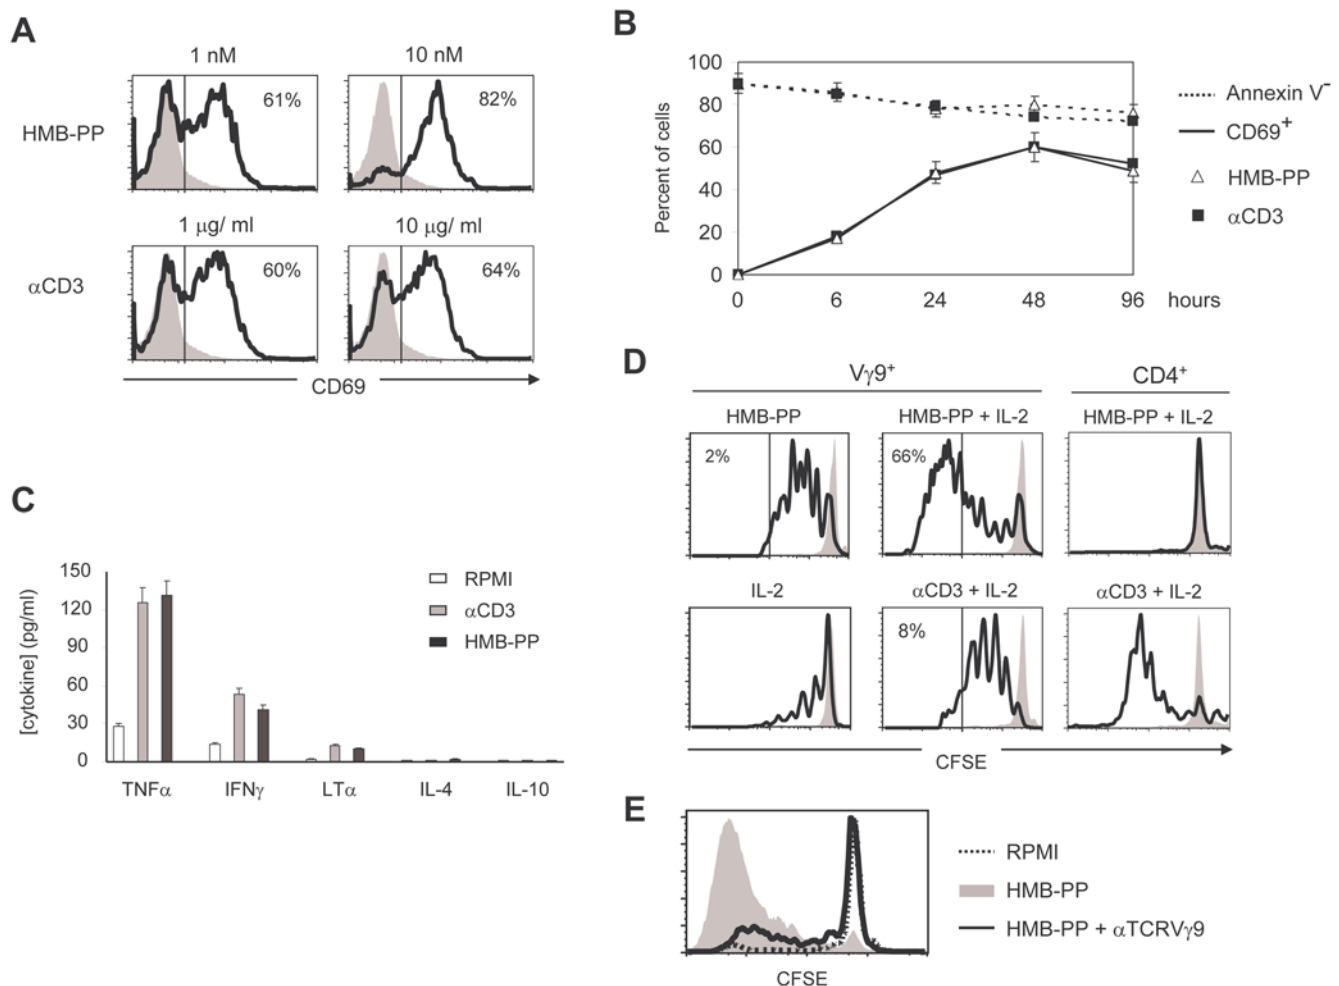 A
1 nM
10 nM
HMB-PP
61%
82%
1 μg/ ml
10 μg/ ml
αCD3
60%
64%
CD69
B
Percent of cells
100
80
60
40
20
0
0 6 24 48 96 hours
Annexin V⁻
CD69⁺
HMB-PP
αCD3
C
[cytokine] (pg/ml)
150
120
90
60
30
0
TNFα IFNγ LTα IL-4 IL-10
RPMI
αCD3
HMB-PP
D
Vγ9⁺
CD4⁺
HMB-PP
HMB-PP + IL-2
HMB-PP + IL-2
2%
66%
IL-2
αCD3 + IL-2
αCD3 + IL-2
8%
CFSE
E
RPMI
HMB-PP
HMB-PP + αTCRVγ9
CFSE